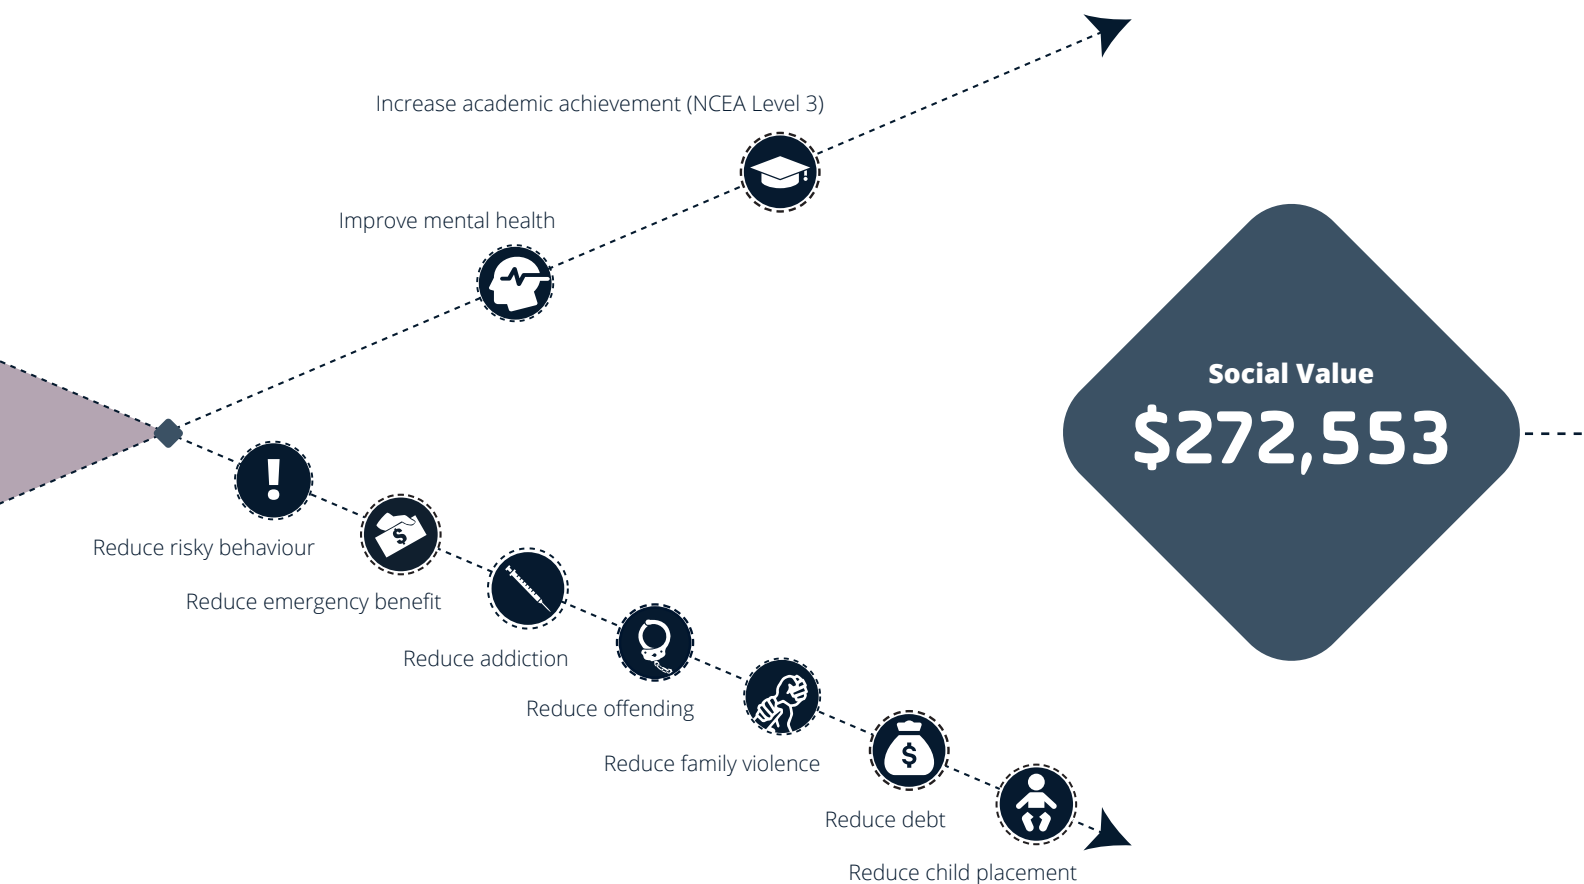 Increase academic achievement (NCEA Level 3)
Improve mental health
Social Value
$272,553
Reduce risky behaviour
Reduce emergency benefit
Reduce addiction
Reduce offending
Reduce family violence
Reduce debt
Reduce child placement